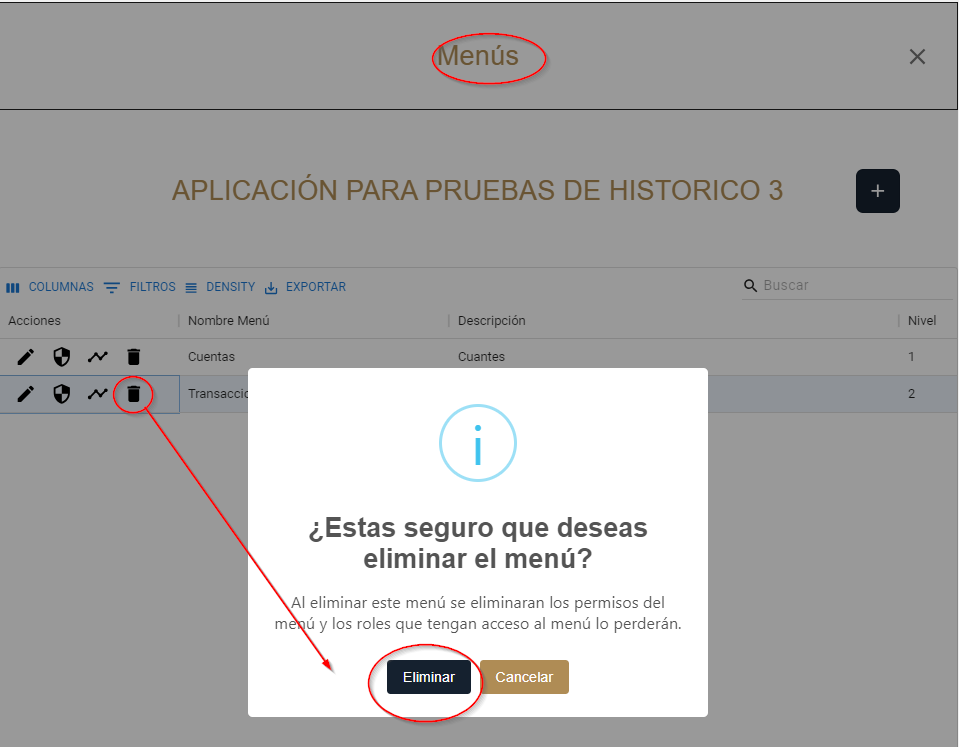 Menús
APLICACIÓN PARA PRUEBAS DE HISTORICO 3
COLUMNAS FILTROS DENSITY EXPORTAR Buscar
Acciones Nombre Menú Descripción Nivel
Cuentas Cuantes 1
Transaccio 2
¿Estas seguro que deseas
eliminar el menú?
Al eliminar este menú se eliminaran los permisos del
menú y los roles que tengan acceso al menú lo perderán.
Eliminar Cancelar